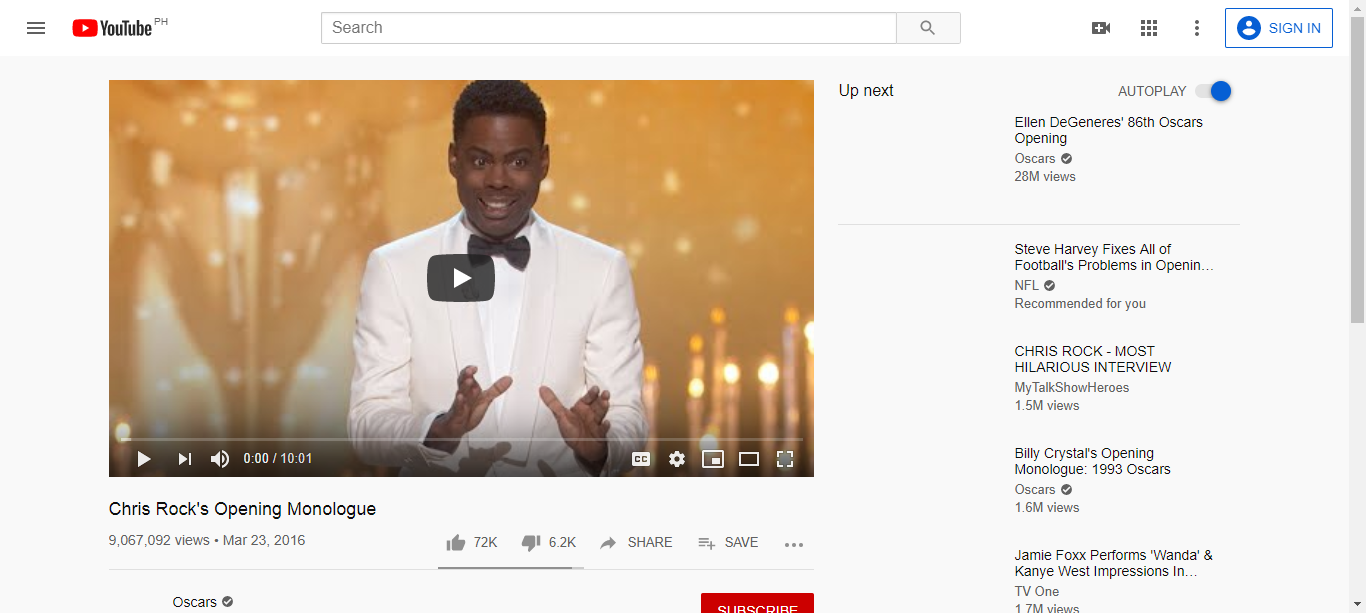 YouTube PH
Search
SIGN IN
Up next
AUTOPLAY
Ellen DeGeneres' 86th Oscars
Opening
Oscars
28M views
Steve Harvey Fixes All of
Football's Problems in Openin…
NFL
Recommended for you
CHRIS ROCK - MOST
HILARIOUS INTERVIEW
MyTalkShowHeroes
1.5M views
Billy Crystal's Opening
Monologue: 1993 Oscars
Oscars
1.6M views
Jamie Foxx Performs 'Wanda' &
Kanye West Impressions In…
TV One
1.7M views
CC
0:00 / 10:01
Chris Rock's Opening Monologue
9,067,092 views • Mar 23, 2016
72K
6.2K
SHARE
SAVE
Oscars
SUBSCRIBE